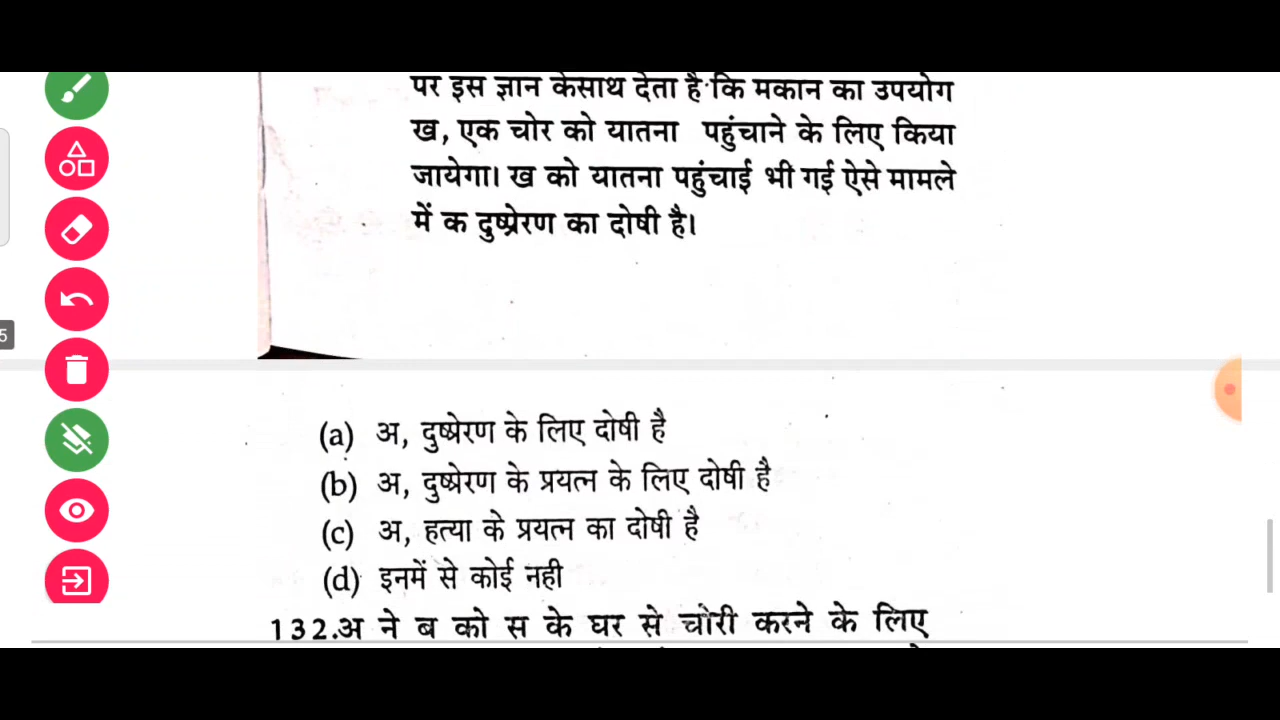 पर इस ज्ञान केसाथ देता है कि मकान का उपयोग
ख, एक चोर को यातना पहुंचाने के लिए किया
जायेगा। ख को यातना पहुंचाई भी गई ऐसे मामले
में क दुष्प्रेरण का दोषी है।
5
(a) अ, दुष्प्रेरण के लिए दोषी है
(b) अ, दुष्प्रेरण के प्रयत्न के लिए दोषी है
(c) अ, हत्या के प्रयत्न का दोषी है
(d) इनमें से कोई नही
132.अ ने ब को स के घर से चोरी करने के लिए